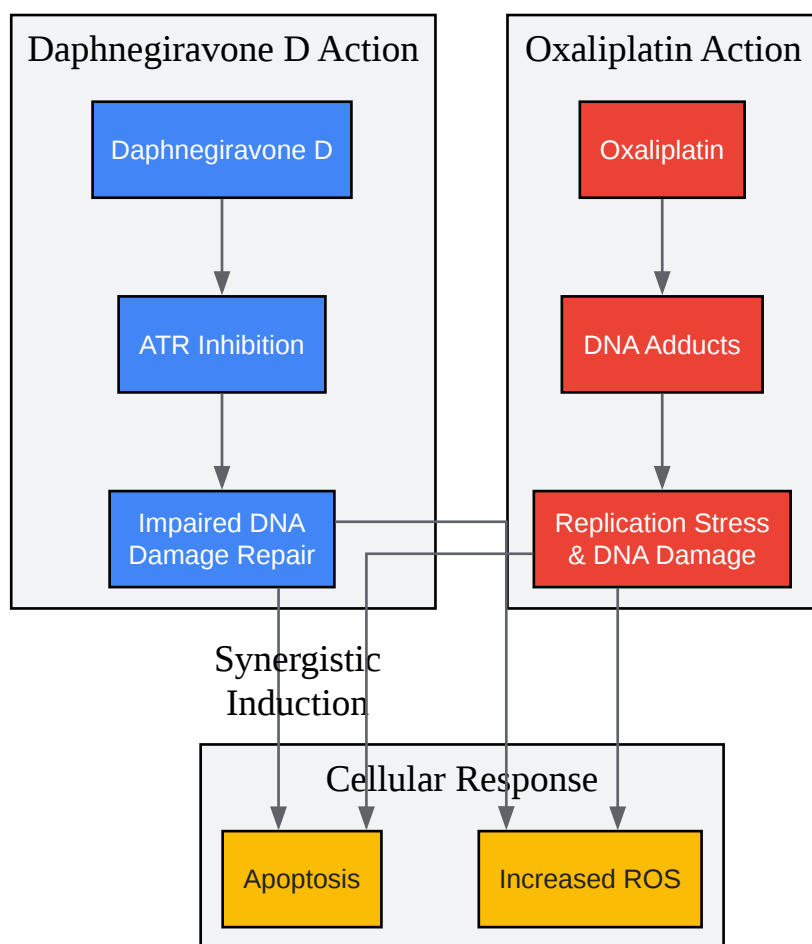 Daphnegiravone D Action
Daphnegiravone D
ATR Inhibition
Impaired DNA
Damage Repair
Oxaliplatin Action
Oxaliplatin
DNA Adducts
Replication Stress
& DNA Damage
Synergistic
Induction
Cellular Response
Apoptosis
Increased ROS